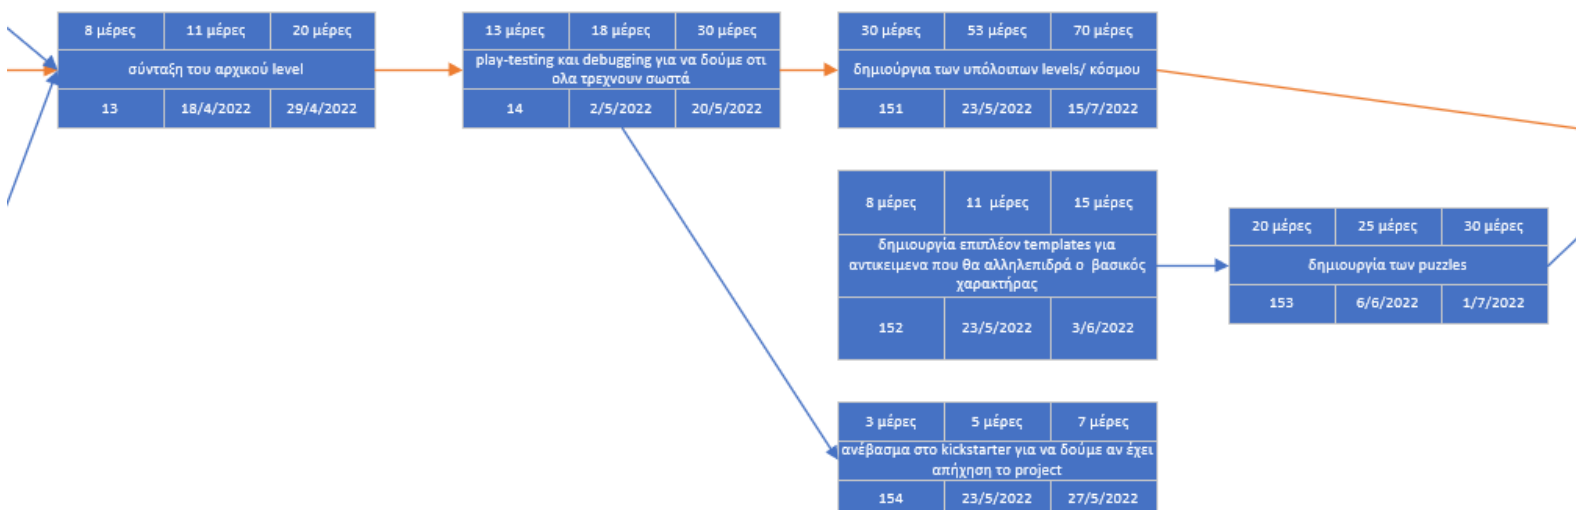 8 μέρες 11 μέρες 20 μέρες
σύνταξη του αρχικού level
13 18/4/2022 29/4/2022
13 μέρες 18 μέρες 30 μέρες
play-testing και debugging για να δούμε οτι
ολα τρεχνουν σωστά
14 2/5/2022 20/5/2022
30 μέρες 53 μέρες 70 μέρες
δημιούργια των υπόλοιπων levels/ κόσμου
151 23/5/2022 15/7/2022
8 μέρες 11 μέρες 15 μέρες
δημιουργία επιπλέον templates για
αντικειμενα που θα αλληλεπιδρά ο βασικός
χαρακτήρας
152 23/5/2022 3/6/2022
20 μέρες 25 μέρες 30 μέρες
δημιουργία των puzzles
153 6/6/2022 1/7/2022
3 μέρες 5 μέρες 7 μέρες
ανέβασμα στο kickstarter για να δούμε αν έχει
απήχηση το project
154 23/5/2022 27/5/2022